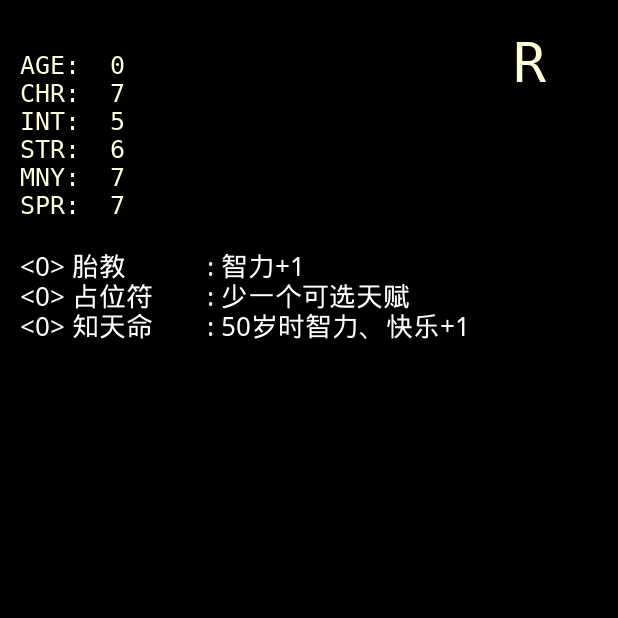 R
AGE: 0
CHR: 7
INT: 5
STR: 6
MNY: 7
SPR: 7
<0> 胎教 : 智力+1
<0> 占位符 : 少一个可选天赋
<0> 知天命 : 50岁时智力、快乐+1